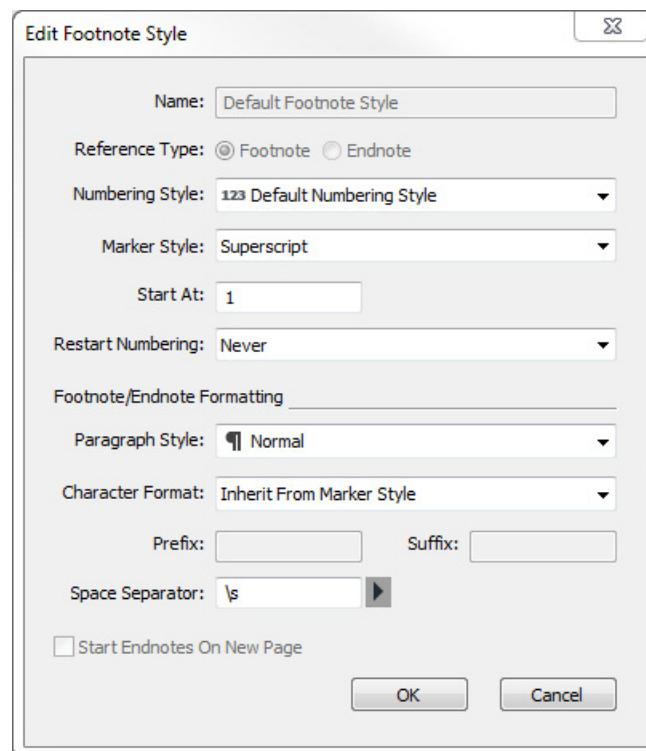 Edit Footnote Style
Name: Default Footnote Style
Reference Type: Footnote Endnote
Numbering Style: 123 Default Numbering Style
Marker Style: Superscript
Start At: 1
Restart Numbering: Never
Footnote/Endnote Formatting
Paragraph Style: ¶ Normal
Character Format: Inherit From Marker Style
Prefix: Suffix:
Space Separator: \s
Start Endnotes On New Page
OK Cancel